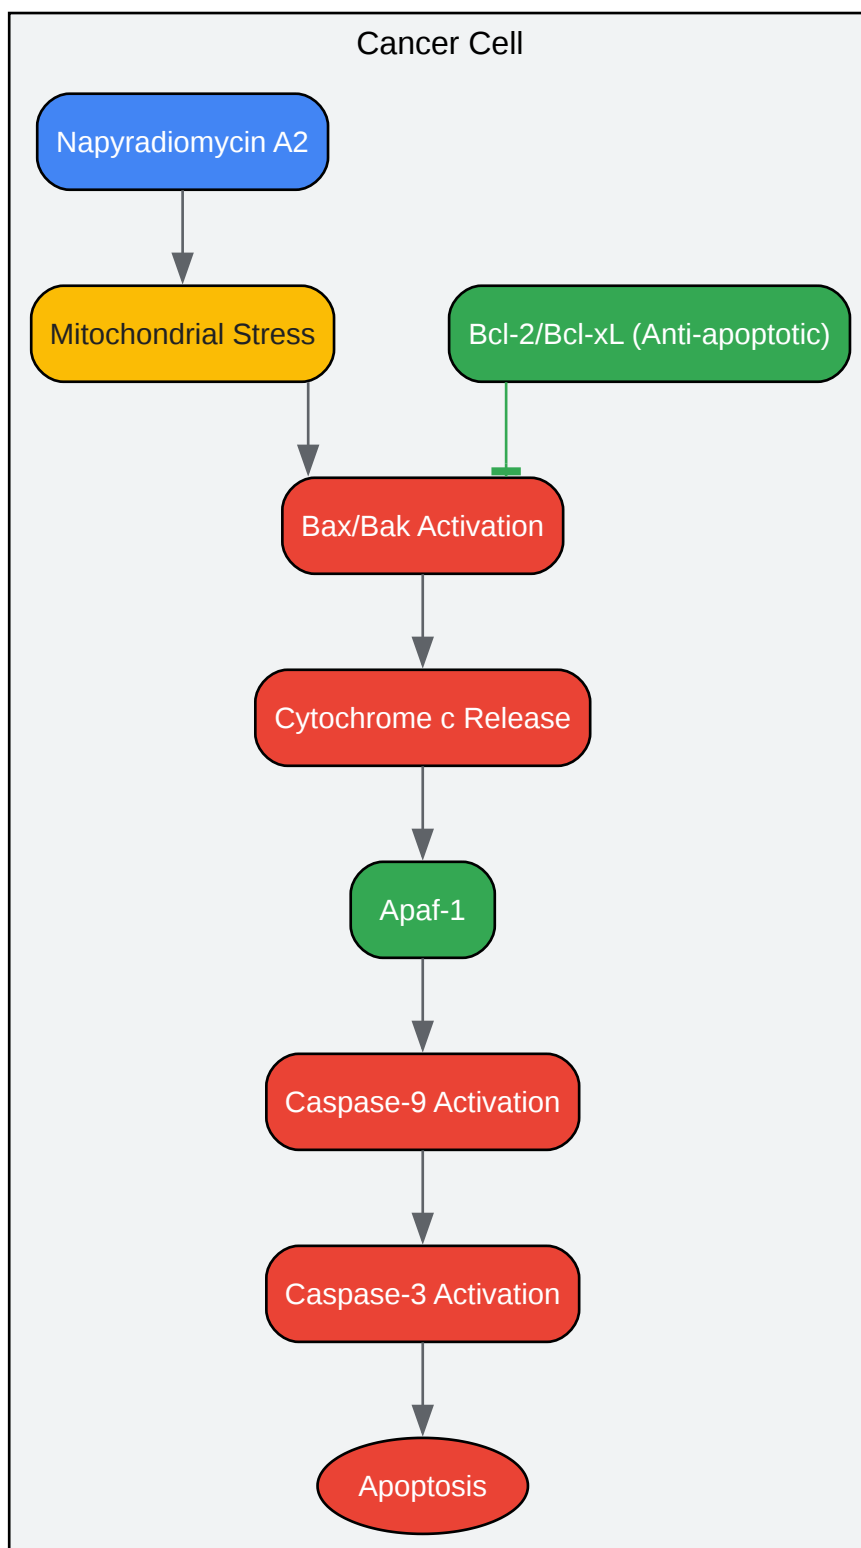 Cancer Cell
Napyradiomycin A2
Mitochondrial Stress
Bcl-2/Bcl-xL (Anti-apoptotic)
Bax/Bak Activation
Cytochrome c Release
Apaf-1
Caspase-9 Activation
Caspase-3 Activation
Apoptosis